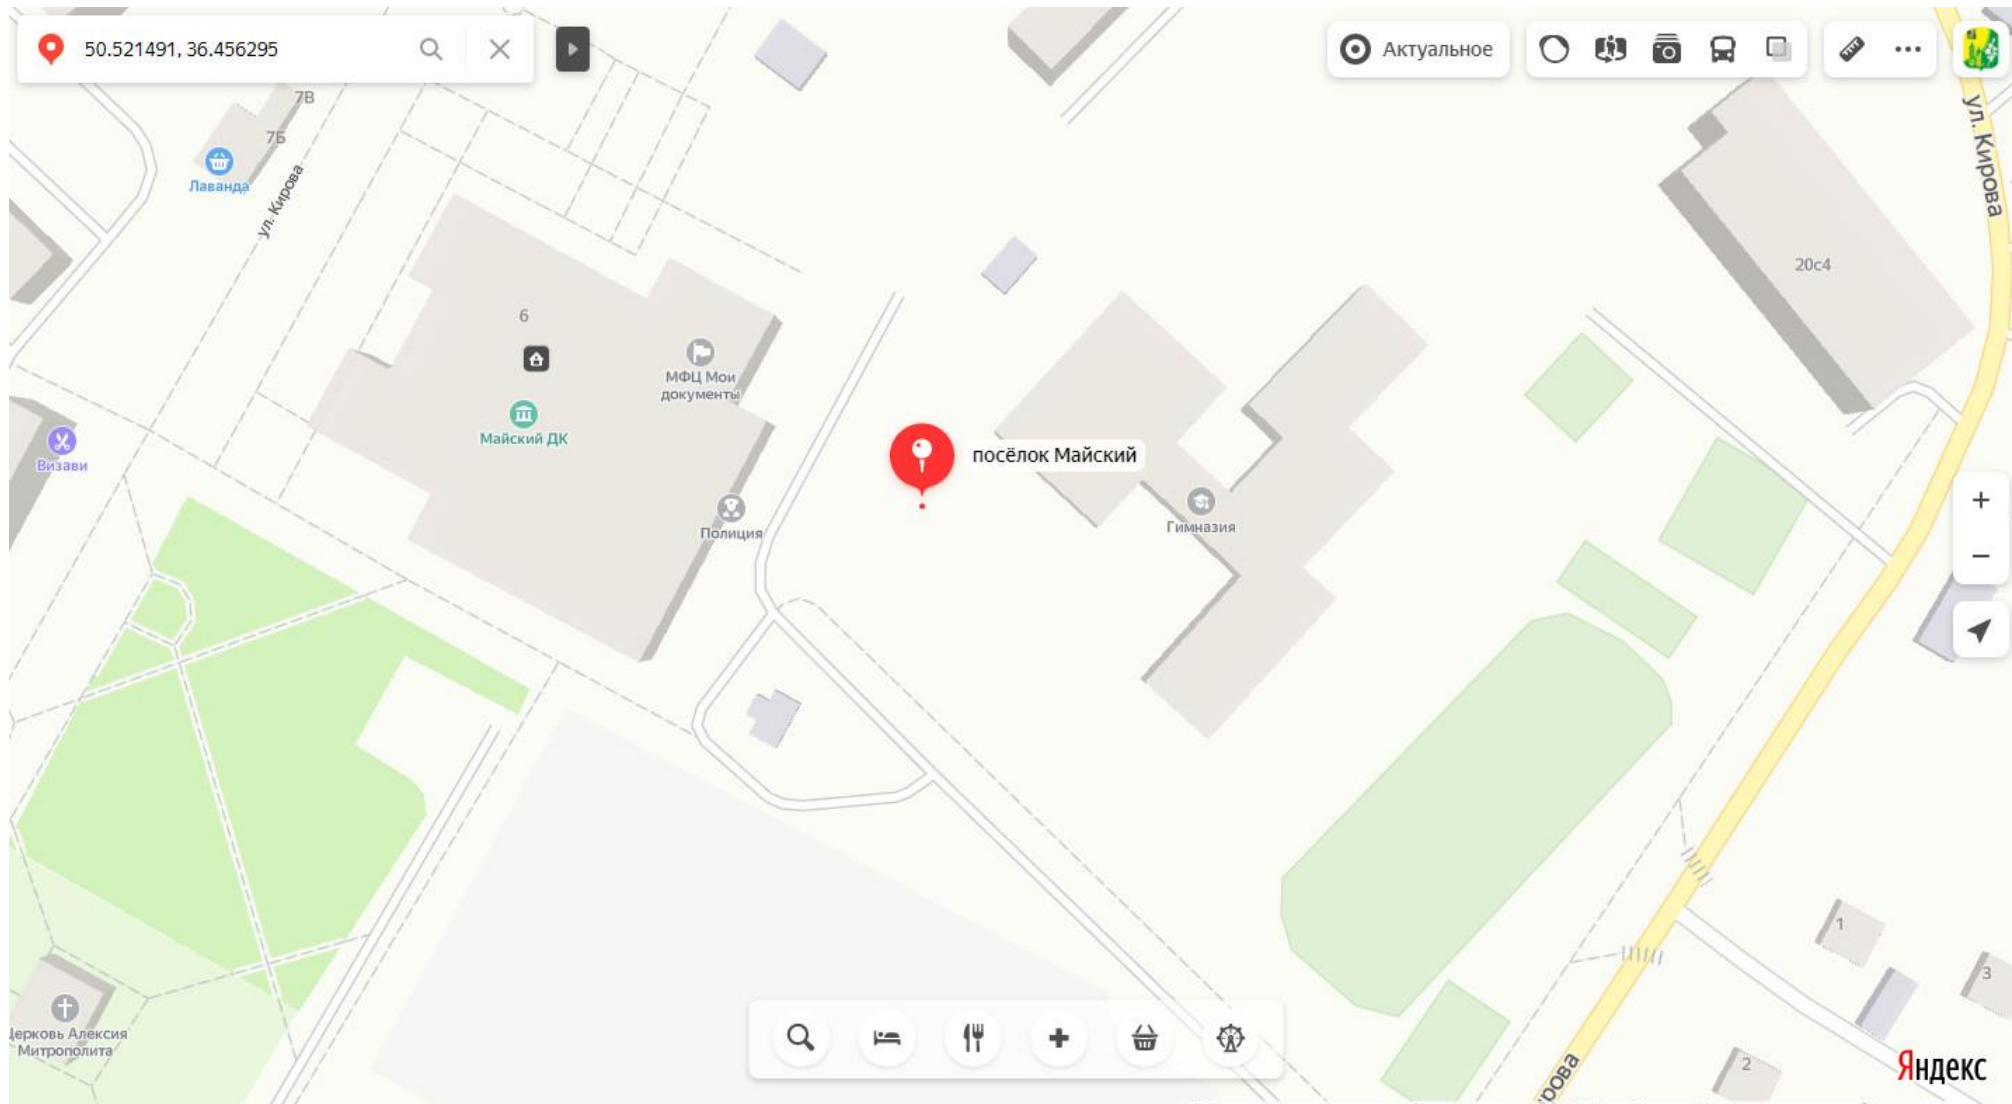 50.521491, 36.456295
Актуальное
7В
7Б
Лаванда
ул. Кирова
ул. Кирова
20с4
6
МФЦ Мои
документы
Майский ДК
посёлок Майский
Визави
Полиция
Гимназия
+
−
1
3
Церковь Алексия
Митрополита
2
рова
Яндекс